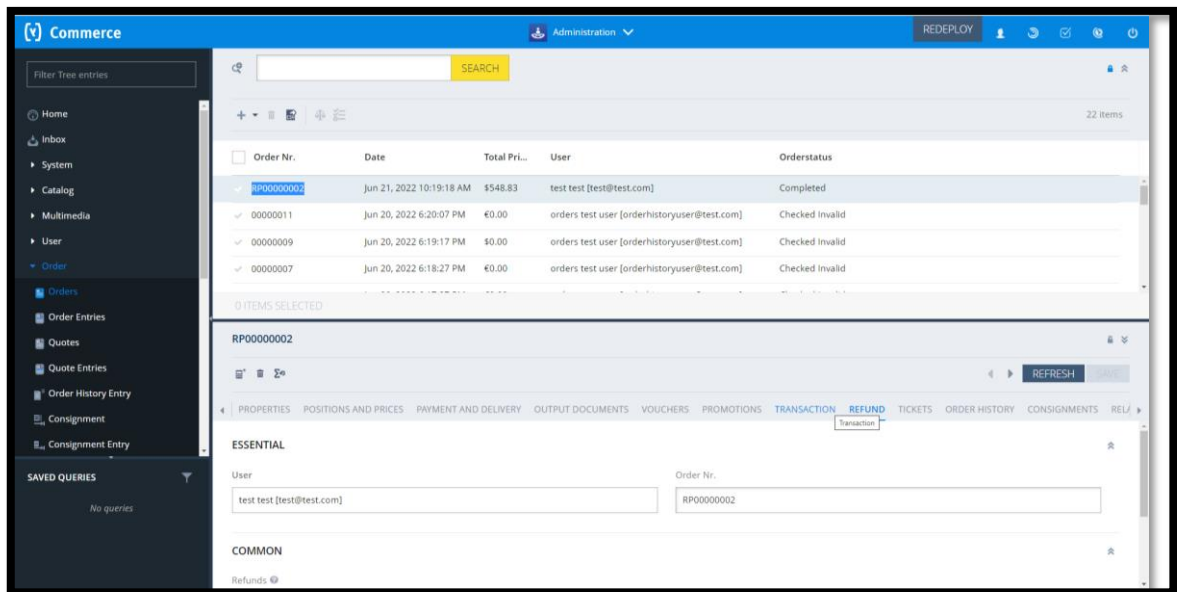 (y) Commerce
Administration
REDEPLOY
Filter Tree entries
SEARCH
Home
Inbox
System
Catalog
Multimedia
User
Order
Orders
Order Entries
Quotes
Quote Entries
Order History Entry
Consignment
Consignment Entry
SAVED QUERIES
No queries
22 items
Order Nr. Date Total Pri... User Orderstatus
RP00000002 Jun 21, 2022 10:19:18 AM $548.83 test test [test@test.com] Completed
00000011 Jun 20, 2022 6:20:07 PM €0.00 orders test user [orderhistoryuser@test.com] Checked Invalid
00000009 Jun 20, 2022 6:19:17 PM $0.00 orders test user [orderhistoryuser@test.com] Checked Invalid
00000007 Jun 20, 2022 6:18:27 PM €0.00 orders test user [orderhistoryuser@test.com] Checked Invalid
0 ITEMS SELECTED
RP00000002
REFRESH SAVE
PROPERTIES POSITIONS AND PRICES PAYMENT AND DELIVERY OUTPUT DOCUMENTS VOUCHERS PROMOTIONS TRANSACTION REFUND TICKETS ORDER HISTORY CONSIGNMENTS
Transaction
ESSENTIAL
User Order Nr.
test test [test@test.com] RP00000002
COMMON
Refunds